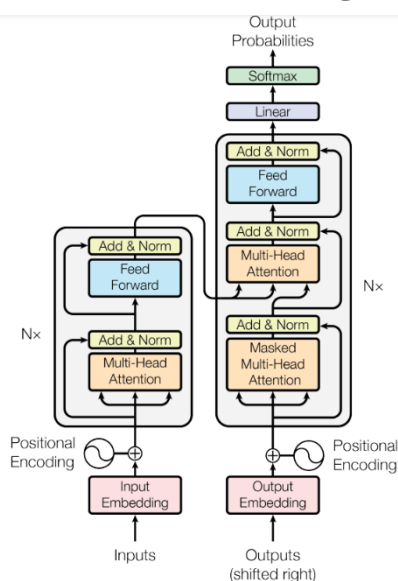 Output
Probabilities
Softmax
Linear
Add & Norm
Feed
Forward
Add & Norm
Multi-Head
Attention
Nx
Add & Norm
Masked
Multi-Head
Attention
Add & Norm
Feed
Forward
Nx
Add & Norm
Multi-Head
Attention
Positional
Encoding
Positional
Encoding
Input
Embedding
Output
Embedding
Inputs
Outputs
(shifted right)